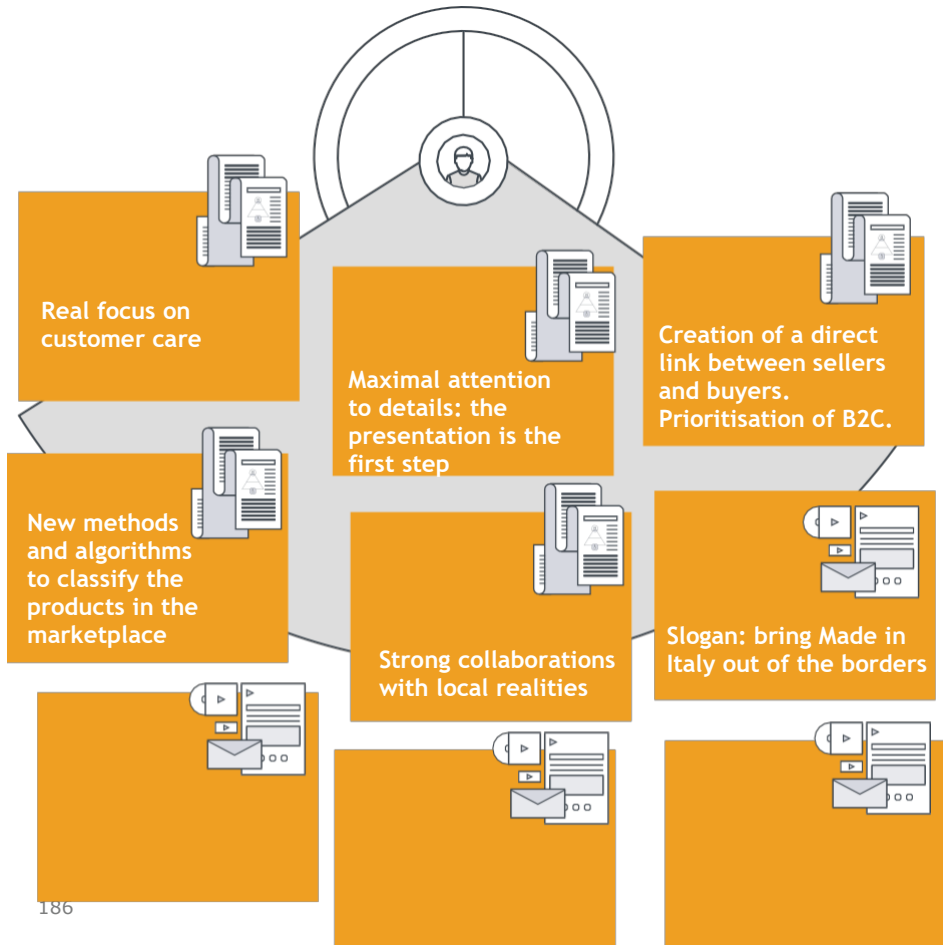 Real focus on
customer care
Maximal attention
to details: the
presentation is the
first step
Creation of a direct
link between sellers
and buyers.
Prioritisation of B2C.
New methods
and algorithms
to classify the
products in the
marketplace
Strong collaborations
with local realities
Slogan: bring Made in
Italy out of the borders
186